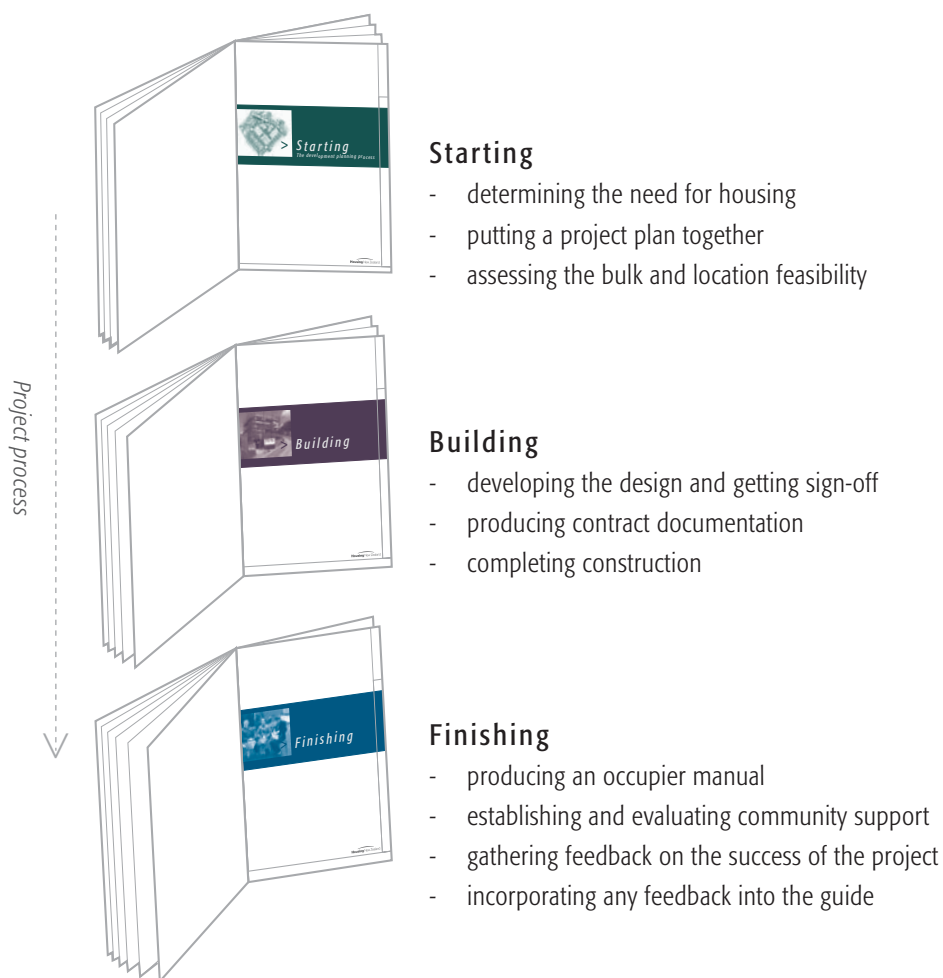 > Starting
The development planning process
Starting
- determining the need for housing
- putting a project plan together
- assessing the bulk and location feasibility
Project process
> Building
Building
- developing the design and getting sign-off
- producing contract documentation
- completing construction
Finishing
Finishing
- producing an occupier manual
- establishing and evaluating community support
- gathering feedback on the success of the project
- incorporating any feedback into the guide